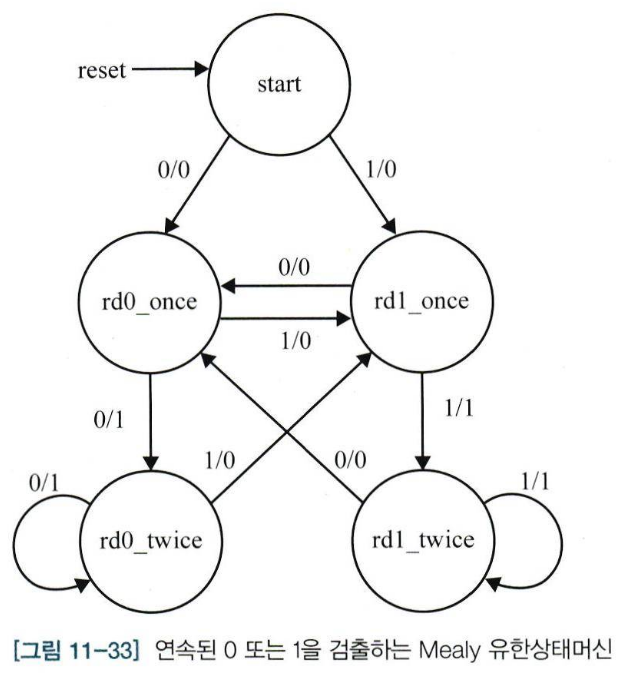 reset
start
0/0
1/0
0/0
rd0_once
rd1_once
1/0
0/1
1/1
1/0
0/0
0/1
1/1
rd0_twice
rd1_twice
[그림 11-33] 연속된 0 또는 1을 검출하는 Mealy 유한상태머신